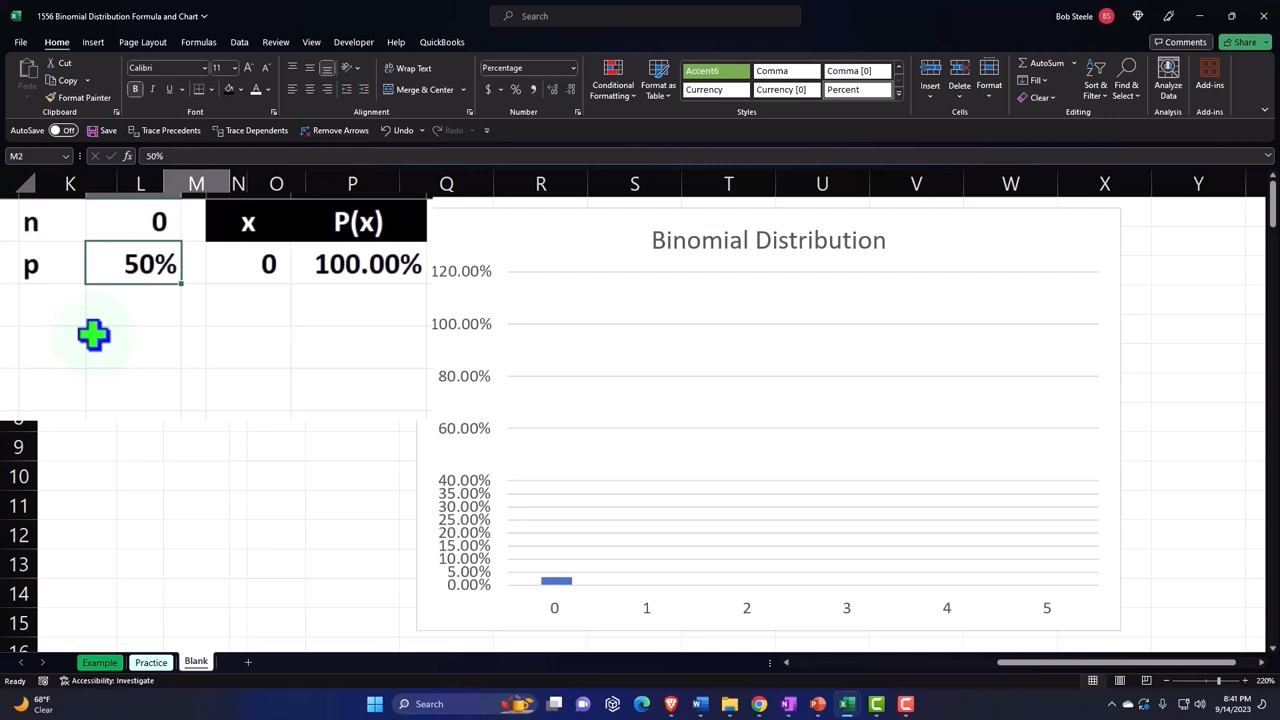 1556 Binomial Distribution Formula and Chart
Search
Bob Steele
BS
File
Home
Insert
Page Layout
Formulas
Data
Review
View
Developer
Help
QuickBooks
Comments
Share
Paste
Cut
Copy
Format Painter
Clipboard
Calibri
11
Font
Wrap Text
Merge & Center
Alignment
Percentage
Number
Conditional Formatting
Format as Table
Accent6
Comma
Comma [0]
Currency
Currency [0]
Percent
Styles
Insert
Delete
Format
Cells
AutoSum
Fill
Clear
Sort & Filter
Find & Select
Editing
Analyze Data
Analysis
Add-ins
Add-ins
AutoSave
Off
Save
Trace Precedents
Trace Dependents
Remove Arrows
Undo
Redo
M2
fx
50%
K L M N O P Q R S T U V W X Y
n 0 x P(x)
p 50% 0 100.00%
Binomial Distribution
120.00%
100.00%
80.00%
60.00%
40.00%
35.00%
30.00%
25.00%
20.00%
15.00%
10.00%
5.00%
0.00%
0 1 2 3 4 5
9
10
11
12
13
14
15
Example
Practice
Blank
Ready
Accessibility: Investigate
220%
68°F
Clear
Search
8:41 PM
9/14/2023